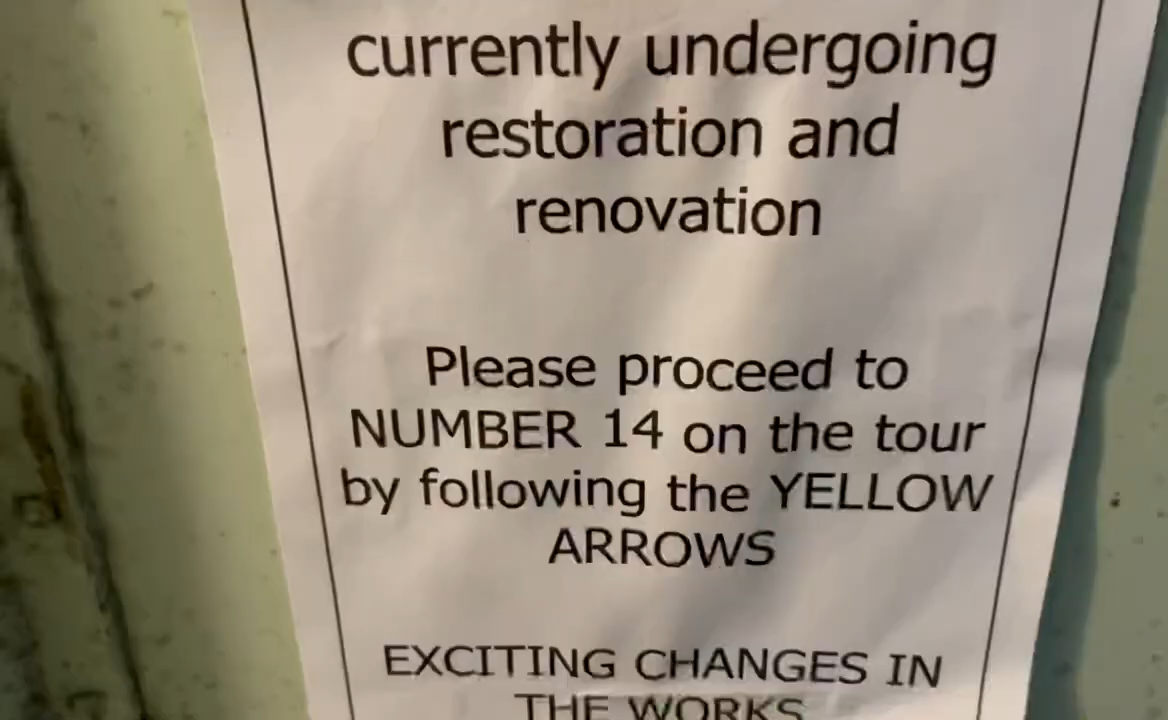 currently undergoing
restoration and
renovation
Please proceed to
NUMBER 14 on the tour
by following the YELLOW
ARROWS
EXCITING CHANGES IN
THE WORKS